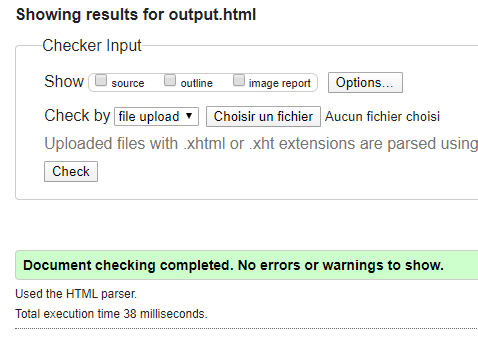 Showing results for output.html
Checker Input
Show source outline image report Options...
Check by file upload Choisir un fichier Aucun fichier choisi
Uploaded files with .xhtml or .xht extensions are parsed using
Check
Document checking completed. No errors or warnings to show.
Used the HTML parser.
Total execution time 38 milliseconds.